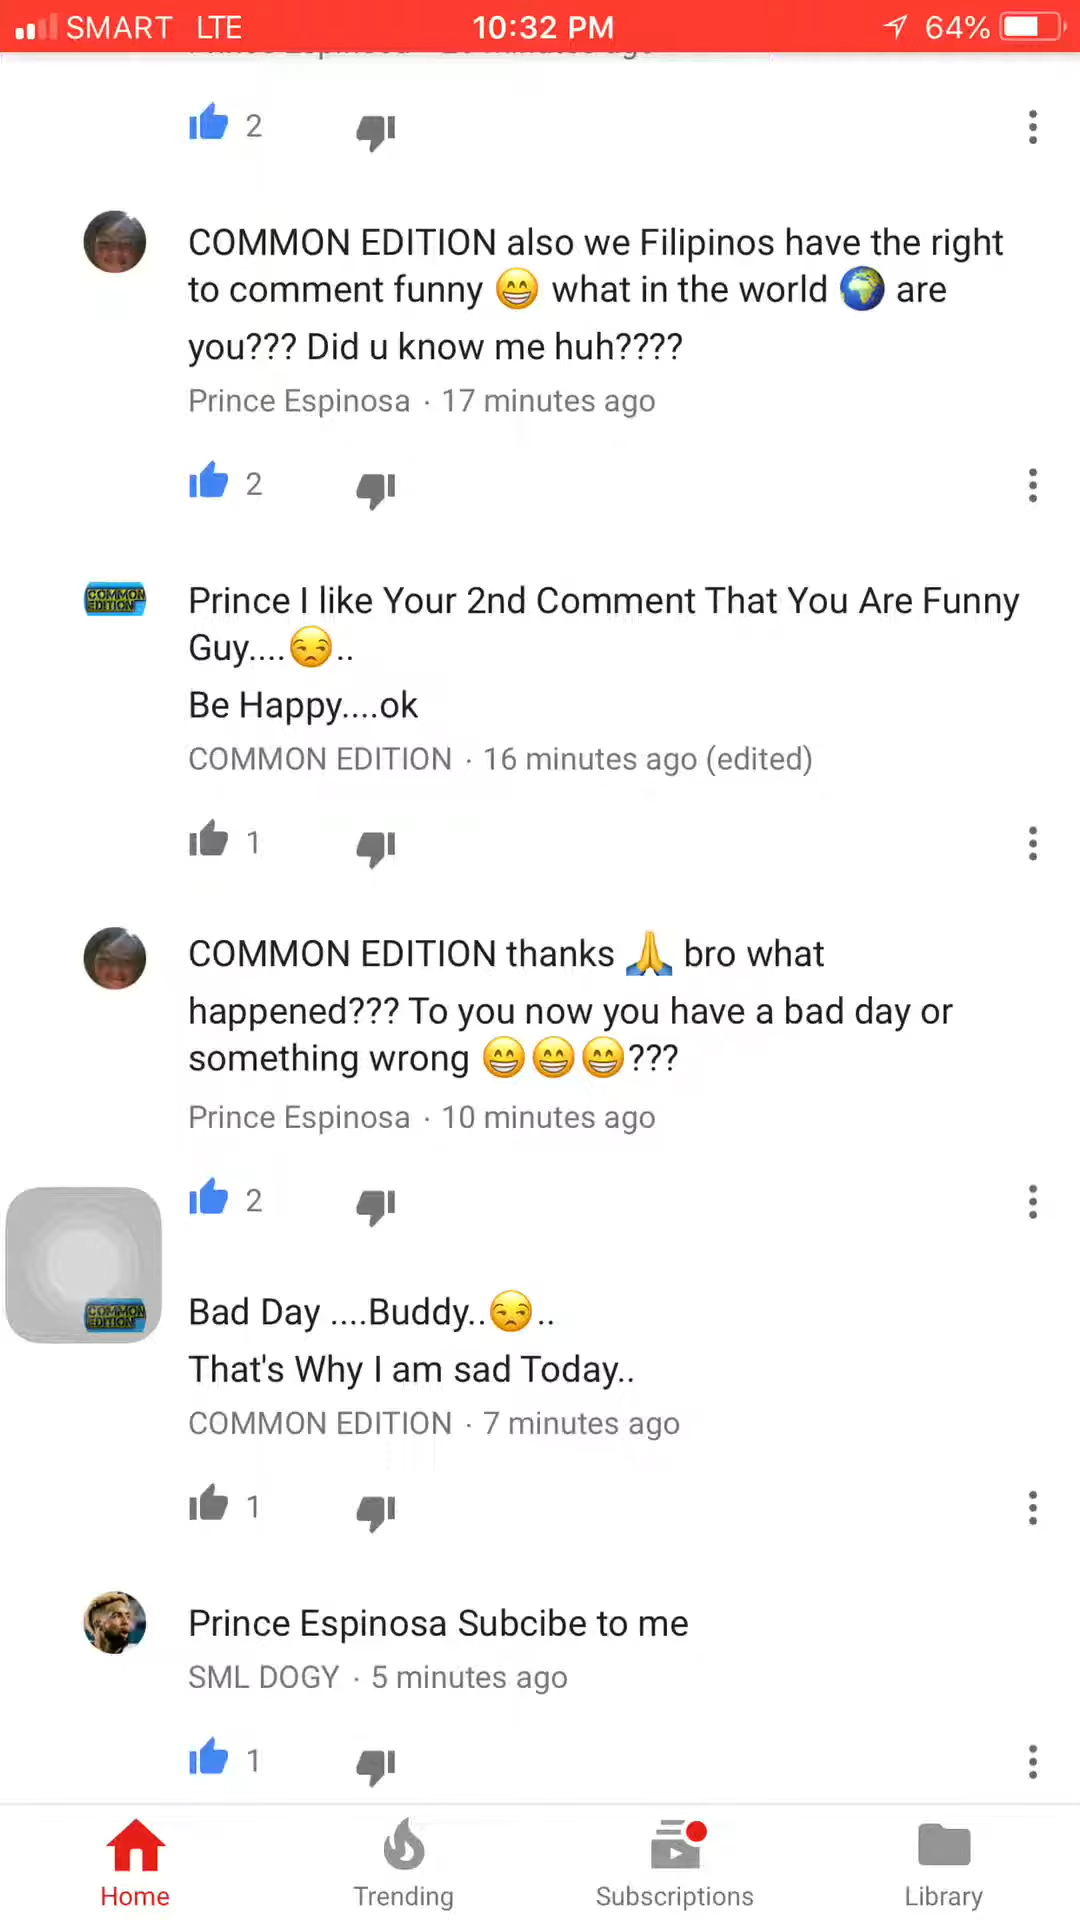 SMART LTE 10:32 PM 64%
2
COMMON EDITION also we Filipinos have the right
to comment funny 😁 what in the world 🌍 are
you??? Did u know me huh????
Prince Espinosa · 17 minutes ago
2
COMMON EDITION
Prince I like Your 2nd Comment That You Are Funny
Guy....😒..
Be Happy....ok
COMMON EDITION · 16 minutes ago (edited)
1
COMMON EDITION thanks 🙏 bro what
happened??? To you now you have a bad day or
something wrong 😁😁😁???
Prince Espinosa · 10 minutes ago
2
COMMON EDITION
Bad Day ....Buddy..😒..
That's Why I am sad Today..
COMMON EDITION · 7 minutes ago
1
Prince Espinosa Subcibe to me
SML DOGY · 5 minutes ago
1
Home Trending Subscriptions Library